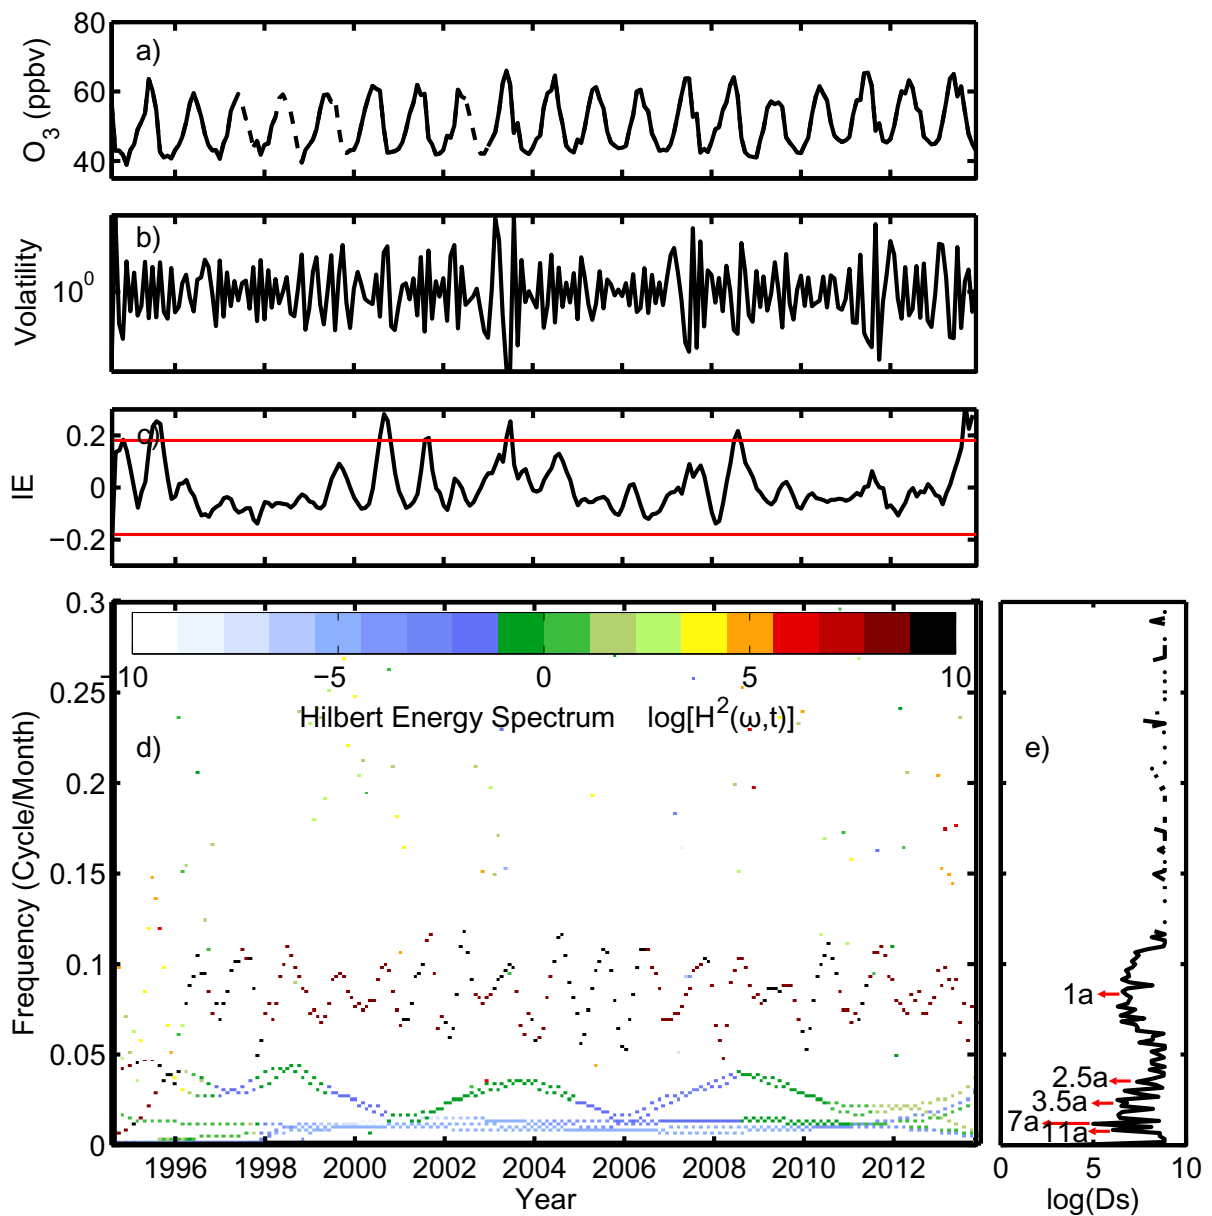 80
60
40
O3 (ppbv)
a)
b)
Volatility
10^0
c)
0.2
0
−0.2
IE
0.3
0.25
0.2
0.15
0.1
0.05
0
Frequency (Cycle/Month)
−10 −5 0 5 10
Hilbert Energy Spectrum log[H^2(ω,t)]
d)
1996 1998 2000 2002 2004 2006 2008 2010 2012
Year
e)
1a
2.5a
3.5a
7a
11a
0 5 10
log(Ds)